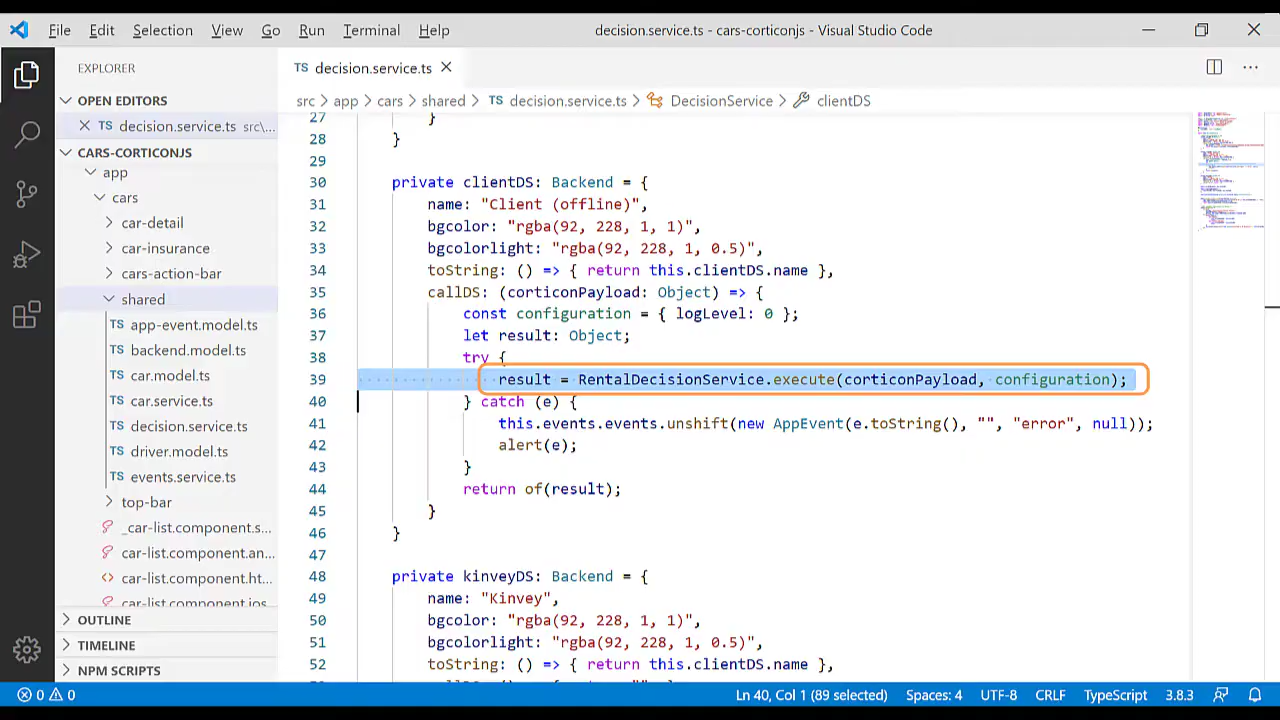 File Edit Selection View Go Run Terminal Help decision.service.ts - cars-corticonjs - Visual Studio Code
EXPLORER
OPEN EDITORS
TS decision.service.ts src\...
CARS-CORTICONJS
app
cars
car-detail
car-insurance
cars-action-bar
shared
TS app-event.model.ts
TS backend.model.ts
TS car.model.ts
TS car.service.ts
TS decision.service.ts
TS driver.model.ts
TS events.service.ts
top-bar
_car-list.component.s...
car-list.component.an...
<> car-list.component.ht...
car-list.component.ios
OUTLINE
TIMELINE
NPM SCRIPTS
TS decision.service.ts
src > app > cars > shared > TS decision.service.ts > DecisionService > clientDS
27 }
28 }
29
30 private clientDS: Backend = {
31 name: "Client (offline)",
32 bgcolor: "rgba(92, 228, 1, 1)",
33 bgcolorlight: "rgba(92, 228, 1, 0.5)",
34 toString: () => { return this.clientDS.name },
35 callDS: (corticonPayload: Object) => {
36 const configuration = { logLevel: 0 };
37 let result: Object;
38 try {
39 result = RentalDecisionService.execute(corticonPayload, configuration);
40 } catch (e) {
41 this.events.events.unshift(new AppEvent(e.toString(), "", "error", null));
42 alert(e);
43 }
44 return of(result);
45 }
46 }
47
48 private kinveyDS: Backend = {
49 name: "Kinvey",
50 bgcolor: "rgba(92, 228, 1, 1)",
51 bgcolorlight: "rgba(92, 228, 1, 0.5)",
52 toString: () => { return this.clientDS.name },
0 0 Ln 40, Col 1 (89 selected) Spaces: 4 UTF-8 CRLF TypeScript 3.8.3